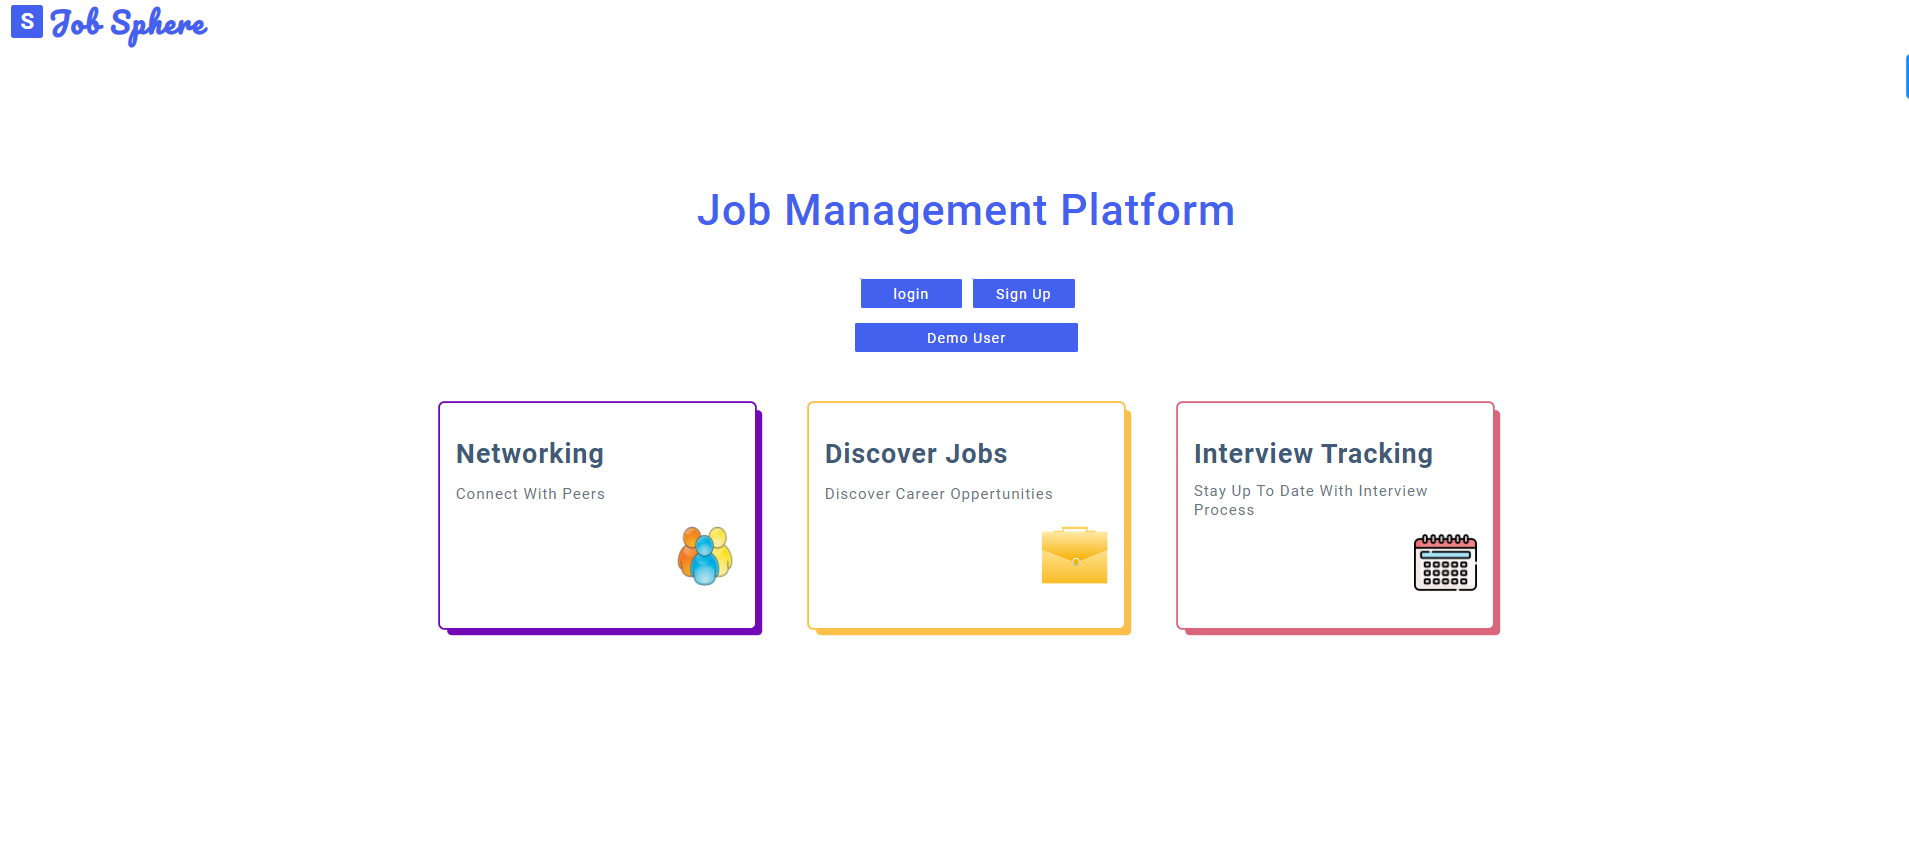 S Job Sphere
Job Management Platform
login Sign Up
Demo User
Networking
Connect With Peers
Discover Jobs
Discover Career Oppertunities
Interview Tracking
Stay Up To Date With Interview
Process